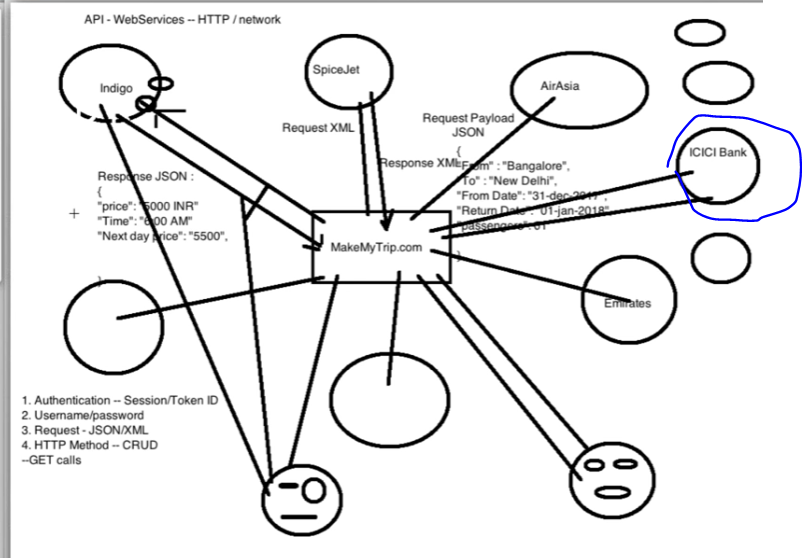 API - WebServices -- HTTP / network
Indigo
SpiceJet
AirAsia
ICICI Bank
Request XML
Response XML
Request Payload
JSON
{
"From" : "Bangalore",
"To" : "New Delhi",
"From Date": "31-dec-2017",
"Return Date": "01-jan-2018",
"passengers": 01
}
Response JSON :
{
"price": "5000 INR"
"Time": "6:00 AM"
"Next day price": "5500",
}
MakeMyTrip.com
Emirates
1. Authentication -- Session/Token ID
2. Username/password
3. Request - JSON/XML
4. HTTP Method -- CRUD
--GET calls